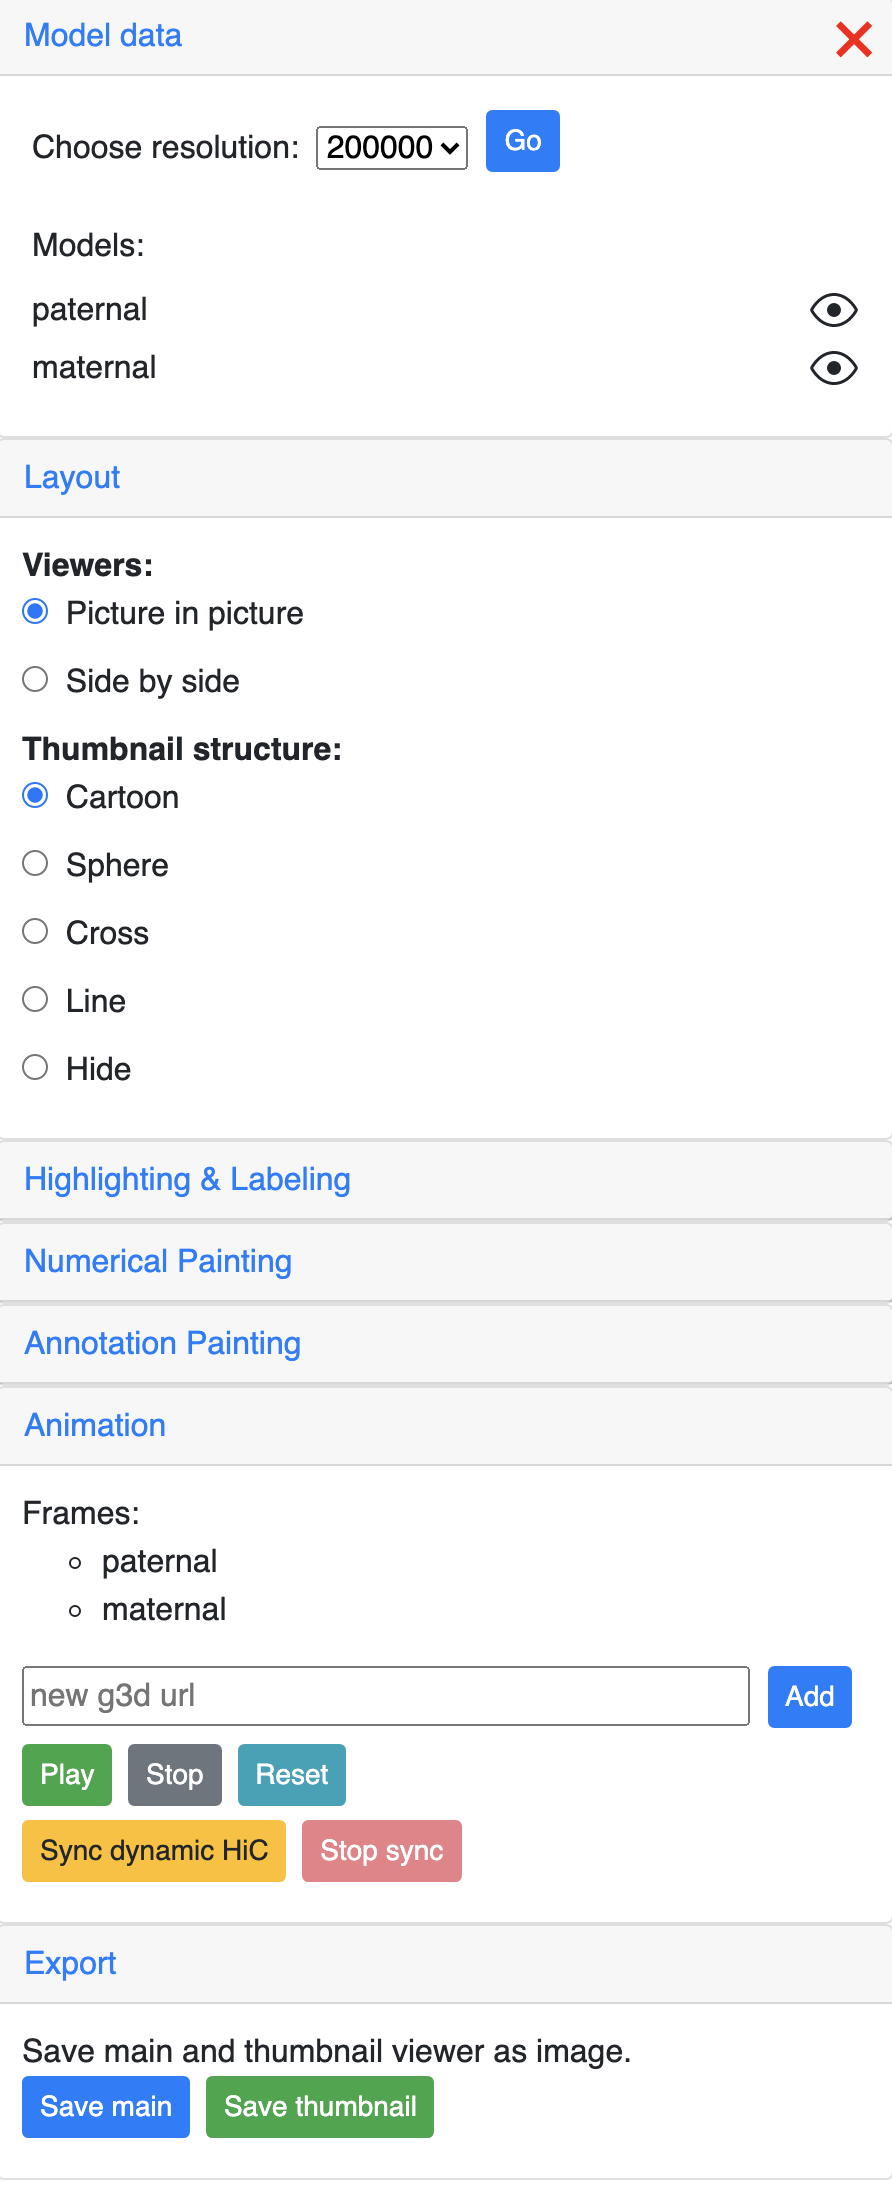 Model data
Choose resolution: 200000 Go
Models:
paternal
maternal
Layout
Viewers:
Picture in picture
Side by side
Thumbnail structure:
Cartoon
Sphere
Cross
Line
Hide
Highlighting & Labeling
Numerical Painting
Annotation Painting
Animation
Frames:
paternal
maternal
new g3d url Add
Play Stop Reset
Sync dynamic HiC Stop sync
Export
Save main and thumbnail viewer as image.
Save main Save thumbnail